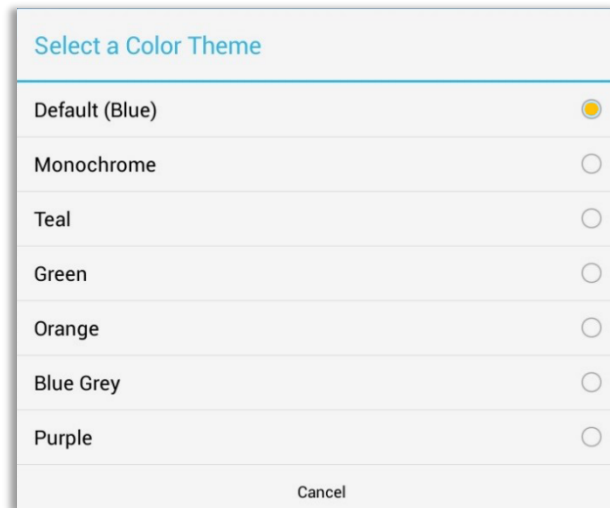 Select a Color Theme
Default (Blue)
Monochrome
Teal
Green
Orange
Blue Grey
Purple
Cancel